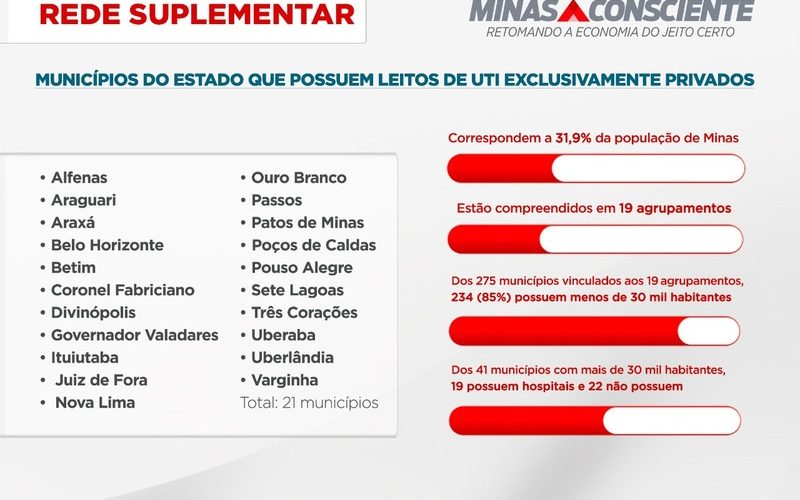 REDE SUPLEMENTAR
MINAS CONSCIENTE
RETOMANDO A ECONOMIA DO JEITO CERTO
MUNICÍPIOS DO ESTADO QUE POSSUEM LEITOS DE UTI EXCLUSIVAMENTE PRIVADOS
• Alfenas
• Araguari
• Araxá
• Belo Horizonte
• Betim
• Coronel Fabriciano
• Divinópolis
• Governador Valadares
• Ituiutaba
• Juiz de Fora
• Nova Lima
• Ouro Branco
• Passos
• Patos de Minas
• Poços de Caldas
• Pouso Alegre
• Sete Lagoas
• Três Corações
• Uberaba
• Uberlândia
• Varginha
Total: 21 municípios
Correspondem a 31,9% da população de Minas
Estão compreendidos em 19 agrupamentos
Dos 275 municípios vinculados aos 19 agrupamentos,
234 (85%) possuem menos de 30 mil habitantes
Dos 41 municípios com mais de 30 mil habitantes,
19 possuem hospitais e 22 não possuem